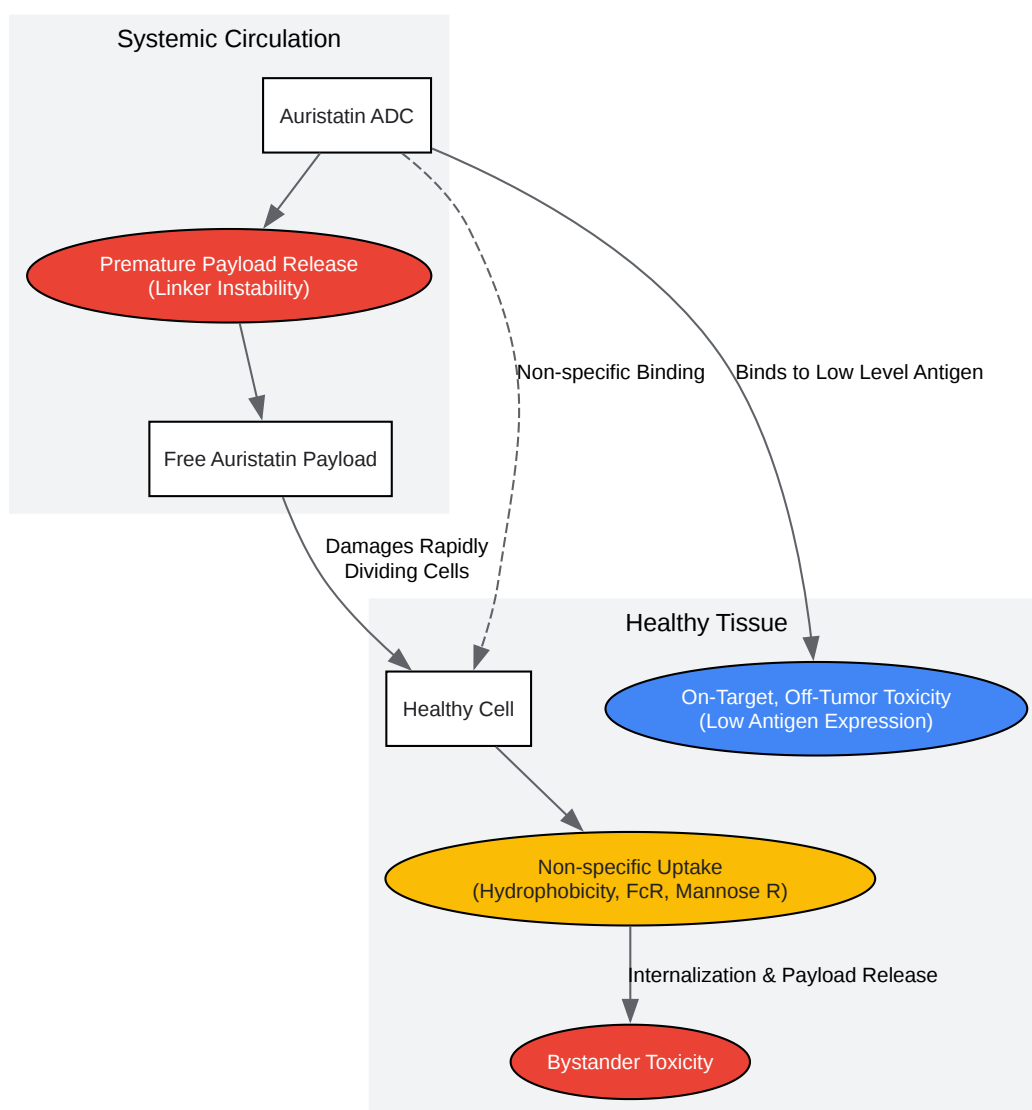 Systemic Circulation
Auristatin ADC
Premature Payload Release
(Linker Instability)
Non-specific Binding
Binds to Low Level Antigen
Free Auristatin Payload
Damages Rapidly
Dividing Cells
Healthy Tissue
Healthy Cell
On-Target, Off-Tumor Toxicity
(Low Antigen Expression)
Non-specific Uptake
(Hydrophobicity, FcR, Mannose R)
Internalization & Payload Release
Bystander Toxicity